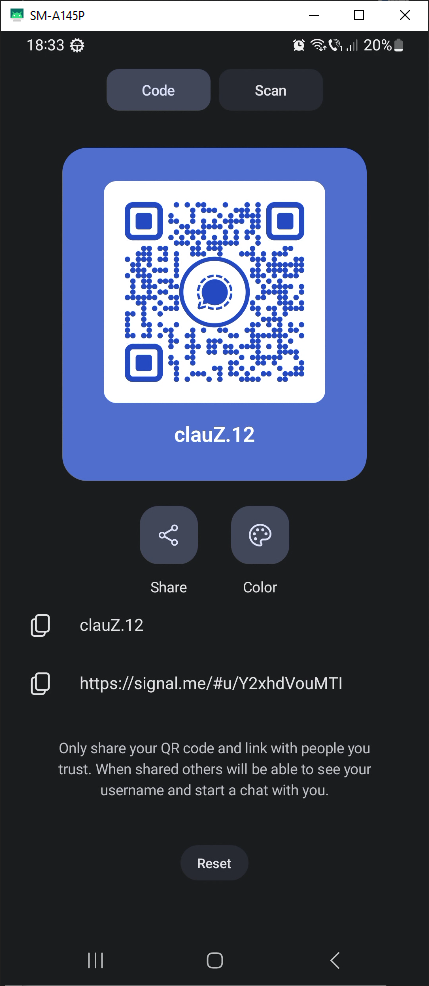 SM-A145P
18:33
20%
Code
Scan
clauZ.12
Share
Color
clauZ.12
https://signal.me/#u/Y2xhdVouMTI
Only share your QR code and link with people you
trust. When shared others will be able to see your
username and start a chat with you.
Reset